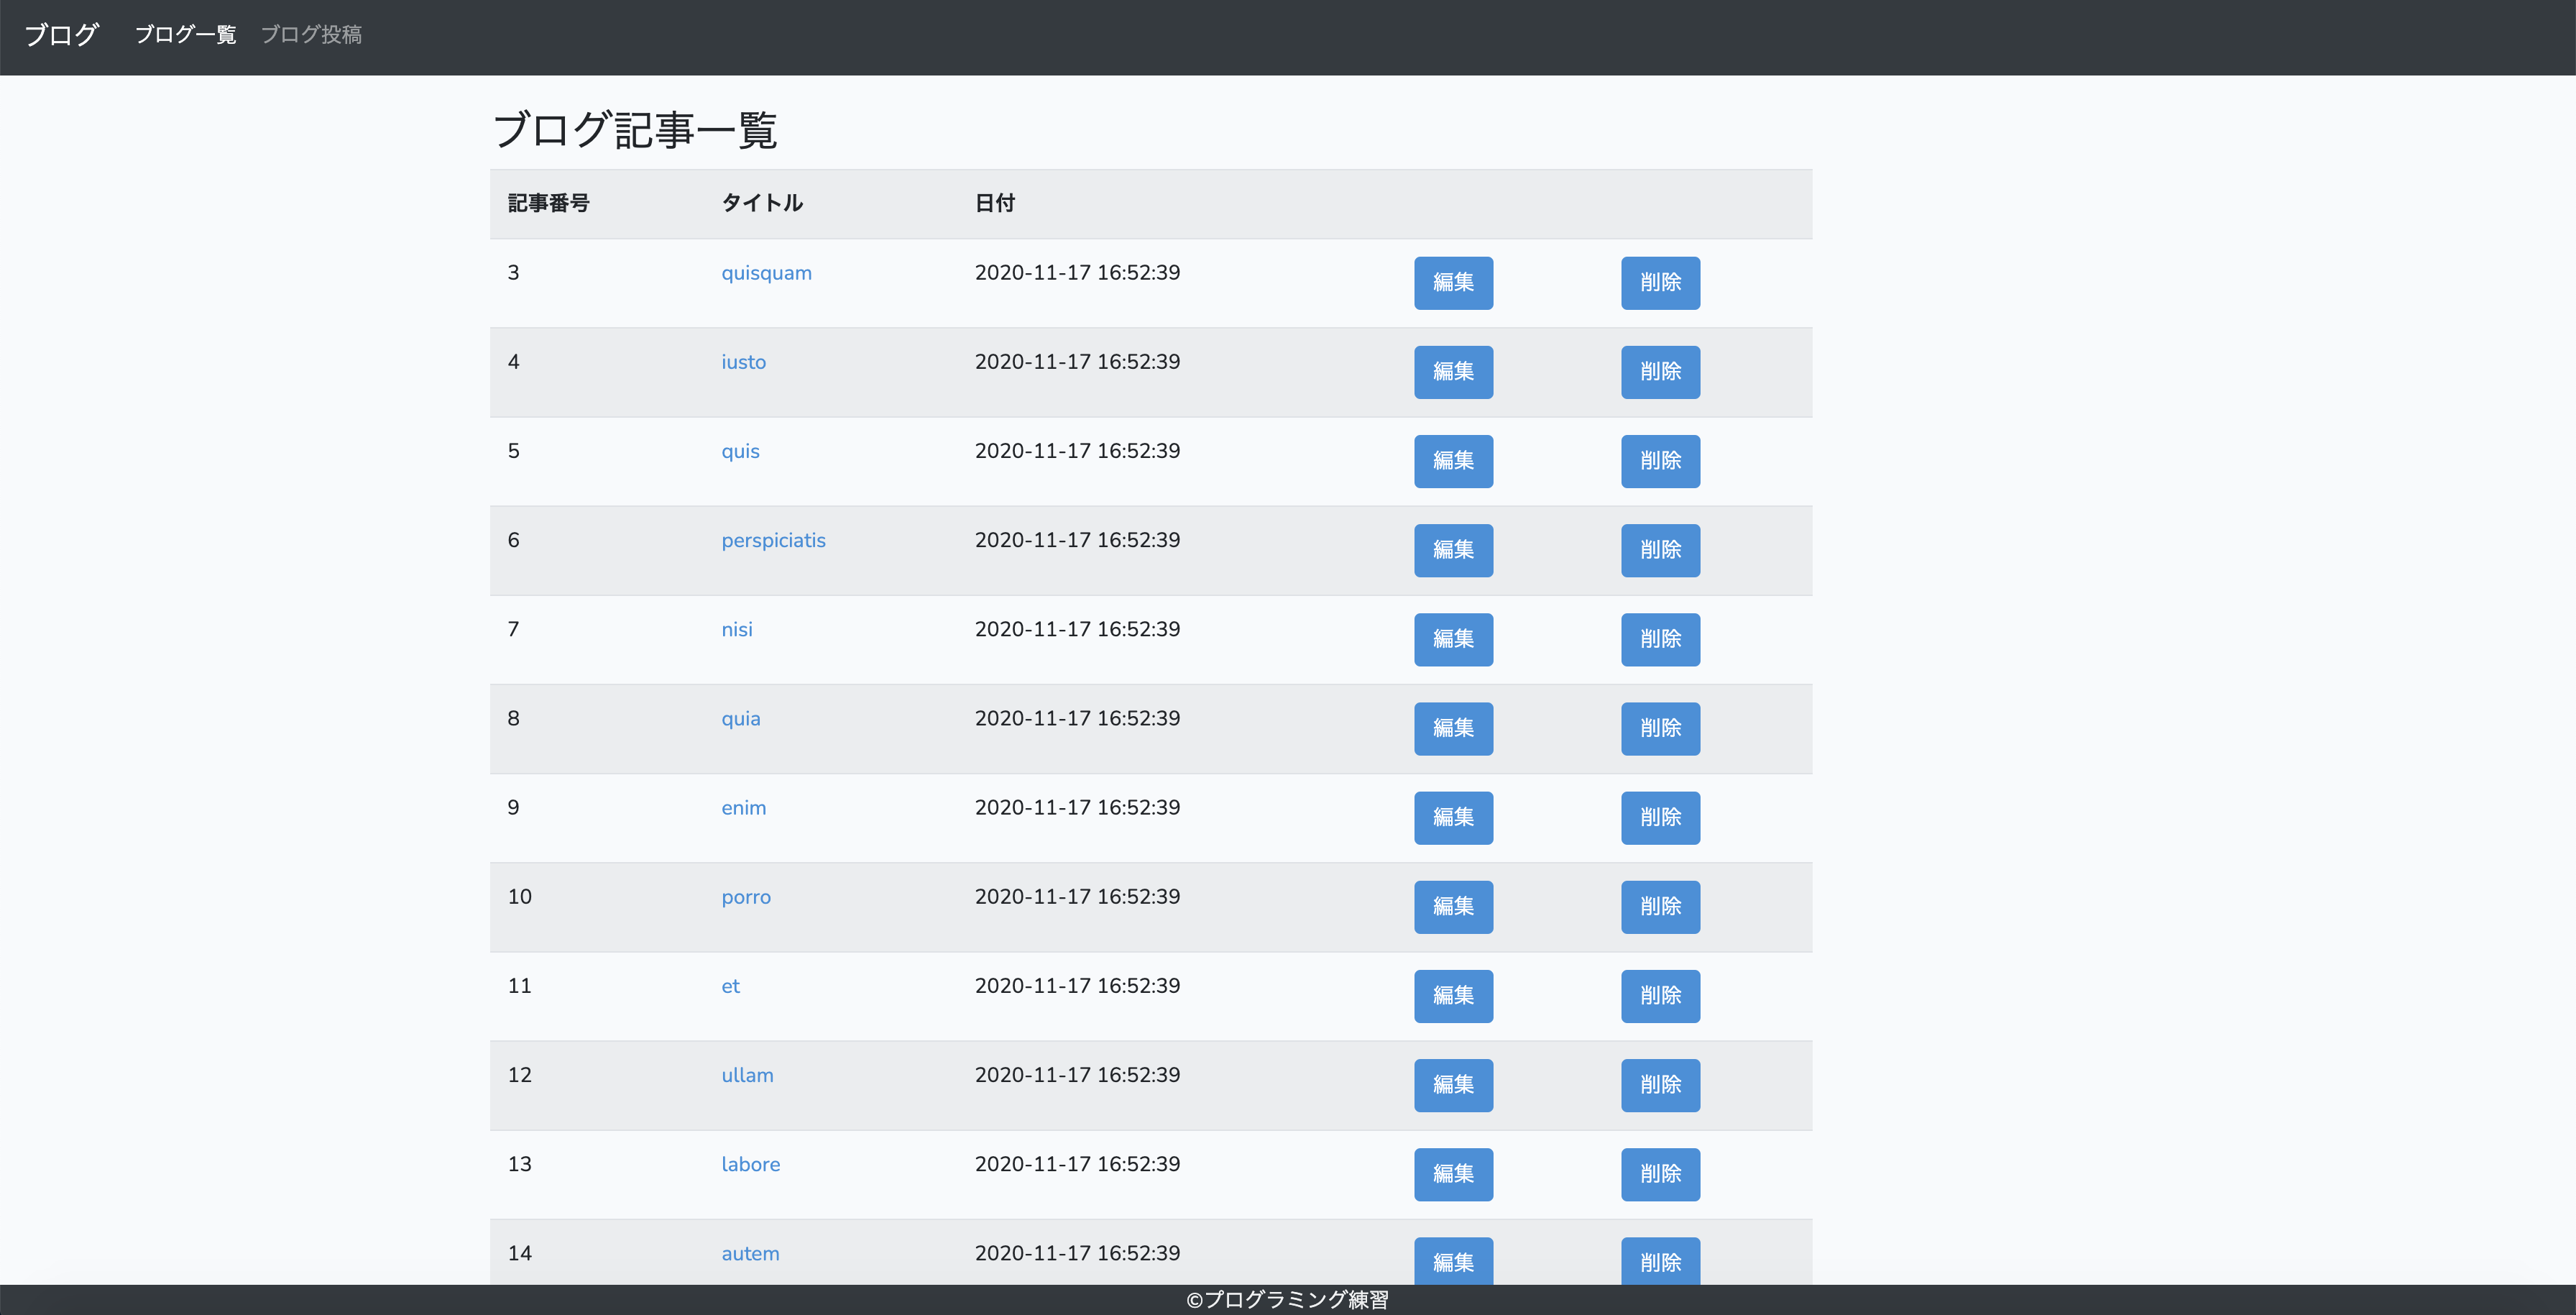 ブログ ブログ一覧 ブログ投稿
ブログ記事一覧
記事番号 タイトル 日付
3 quisquam 2020-11-17 16:52:39 編集 削除
4 iusto 2020-11-17 16:52:39 編集 削除
5 quis 2020-11-17 16:52:39 編集 削除
6 perspiciatis 2020-11-17 16:52:39 編集 削除
7 nisi 2020-11-17 16:52:39 編集 削除
8 quia 2020-11-17 16:52:39 編集 削除
9 enim 2020-11-17 16:52:39 編集 削除
10 porro 2020-11-17 16:52:39 編集 削除
11 et 2020-11-17 16:52:39 編集 削除
12 ullam 2020-11-17 16:52:39 編集 削除
13 labore 2020-11-17 16:52:39 編集 削除
14 autem 2020-11-17 16:52:39 編集 削除
©プログラミング練習